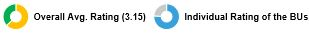 Overall Avg. Rating (3.15) Individual Rating of the BUs